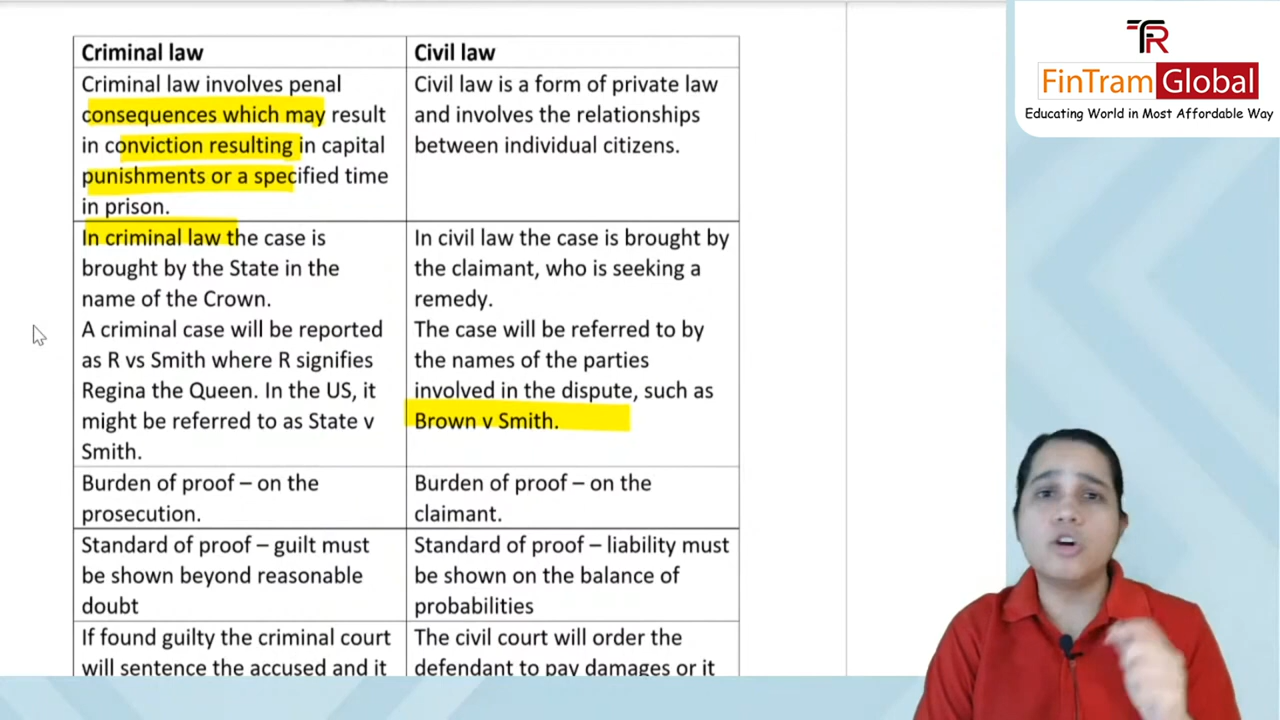 Criminal law
Civil law
Criminal law involves penal
consequences which may result
in conviction resulting in capital
punishments or a specified time
in prison.
Civil law is a form of private law
and involves the relationships
between individual citizens.
In criminal law the case is
brought by the State in the
name of the Crown.
A criminal case will be reported
as R vs Smith where R signifies
Regina the Queen. In the US, it
might be referred to as State v
Smith.
In civil law the case is brought by
the claimant, who is seeking a
remedy.
The case will be referred to by
the names of the parties
involved in the dispute, such as
Brown v Smith.
Burden of proof – on the
prosecution.
Burden of proof – on the
claimant.
Standard of proof – guilt must
be shown beyond reasonable
doubt
Standard of proof – liability must
be shown on the balance of
probabilities
If found guilty the criminal court
will sentence the accused and it
The civil court will order the
defendant to pay damages or it
FinTram Global
Educating World in Most Affordable Way